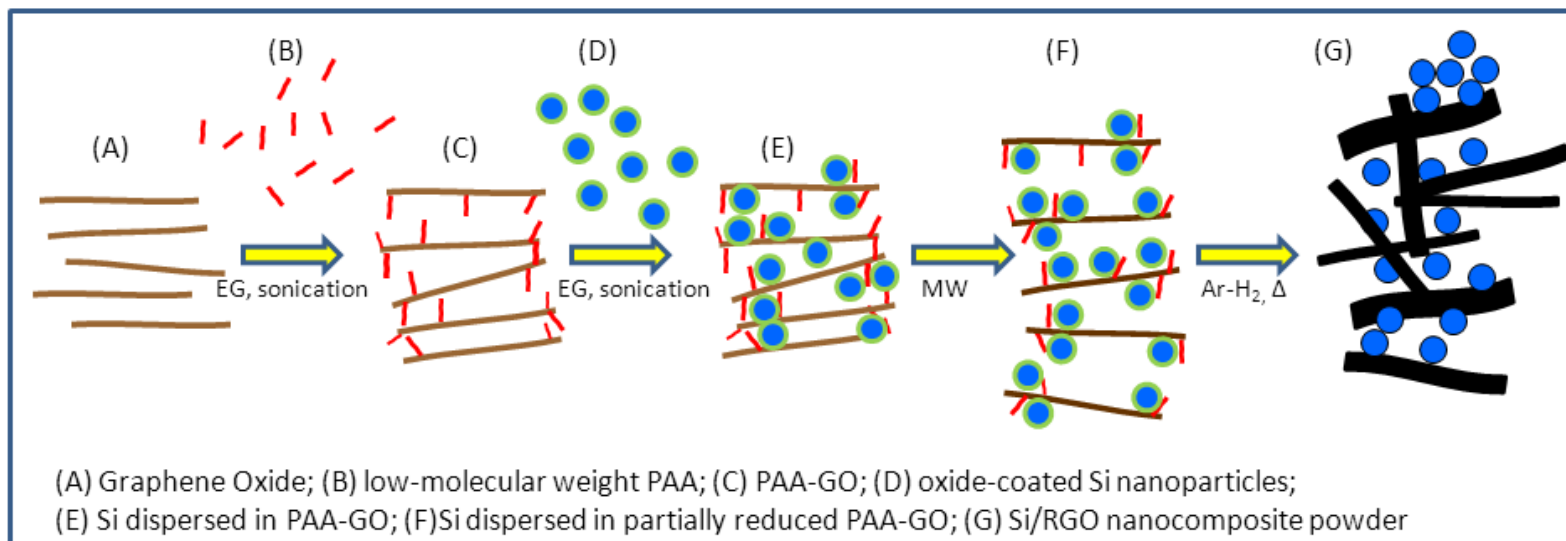 (B)
(D)
(F)
(G)
(A)
(C)
(E)
EG, sonication
EG, sonication
MW
Ar-H2, Δ
(A) Graphene Oxide; (B) low-molecular weight PAA; (C) PAA-GO; (D) oxide-coated Si nanoparticles;
(E) Si dispersed in PAA-GO; (F)Si dispersed in partially reduced PAA-GO; (G) Si/RGO nanocomposite powder